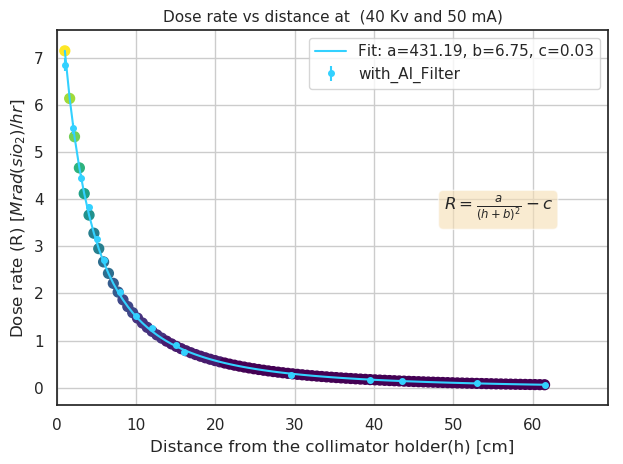 Dose rate vs distance at  (40 Kv and 50 mA)
Dose rate (R) [Mrad(sio₂)/hr]
7
6
5
4
3
2
1
0
Fit: a=431.19, b=6.75, c=0.03
with_Al_Filter
R = a/(h+b)² − c
0 10 20 30 40 50 60
Distance from the collimator holder(h) [cm]